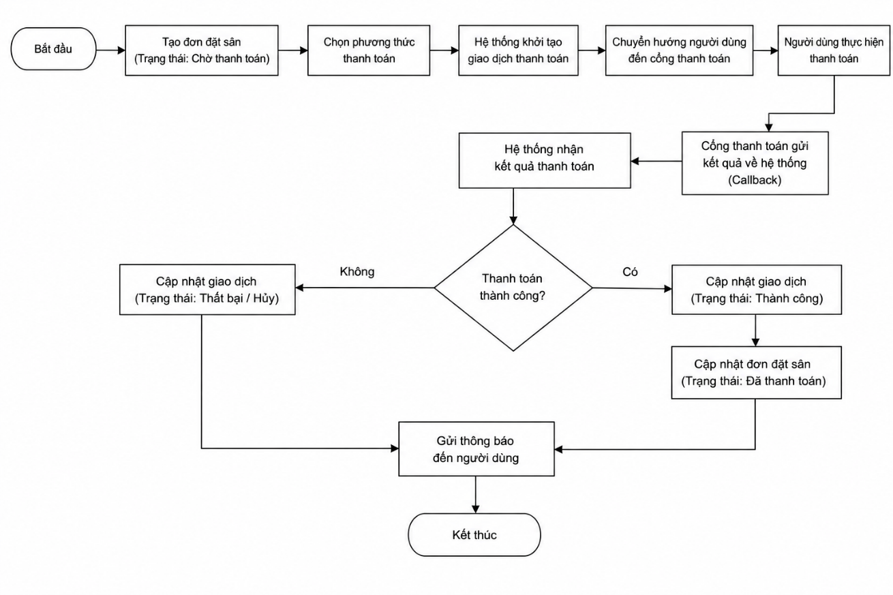 Bắt đầu
Tạo đơn đặt sân
(Trạng thái: Chờ thanh toán)
Chọn phương thức
thanh toán
Hệ thống khởi tạo
giao dịch thanh toán
Chuyển hướng người dùng
đến cổng thanh toán
Người dùng thực hiện
thanh toán
Cổng thanh toán gửi
kết quả về hệ thống
(Callback)
Hệ thống nhận
kết quả thanh toán
Thanh toán
thành công?
Không
Có
Cập nhật giao dịch
(Trạng thái: Thất bại / Hủy)
Cập nhật giao dịch
(Trạng thái: Thành công)
Cập nhật đơn đặt sân
(Trạng thái: Đã thanh toán)
Gửi thông báo
đến người dùng
Kết thúc